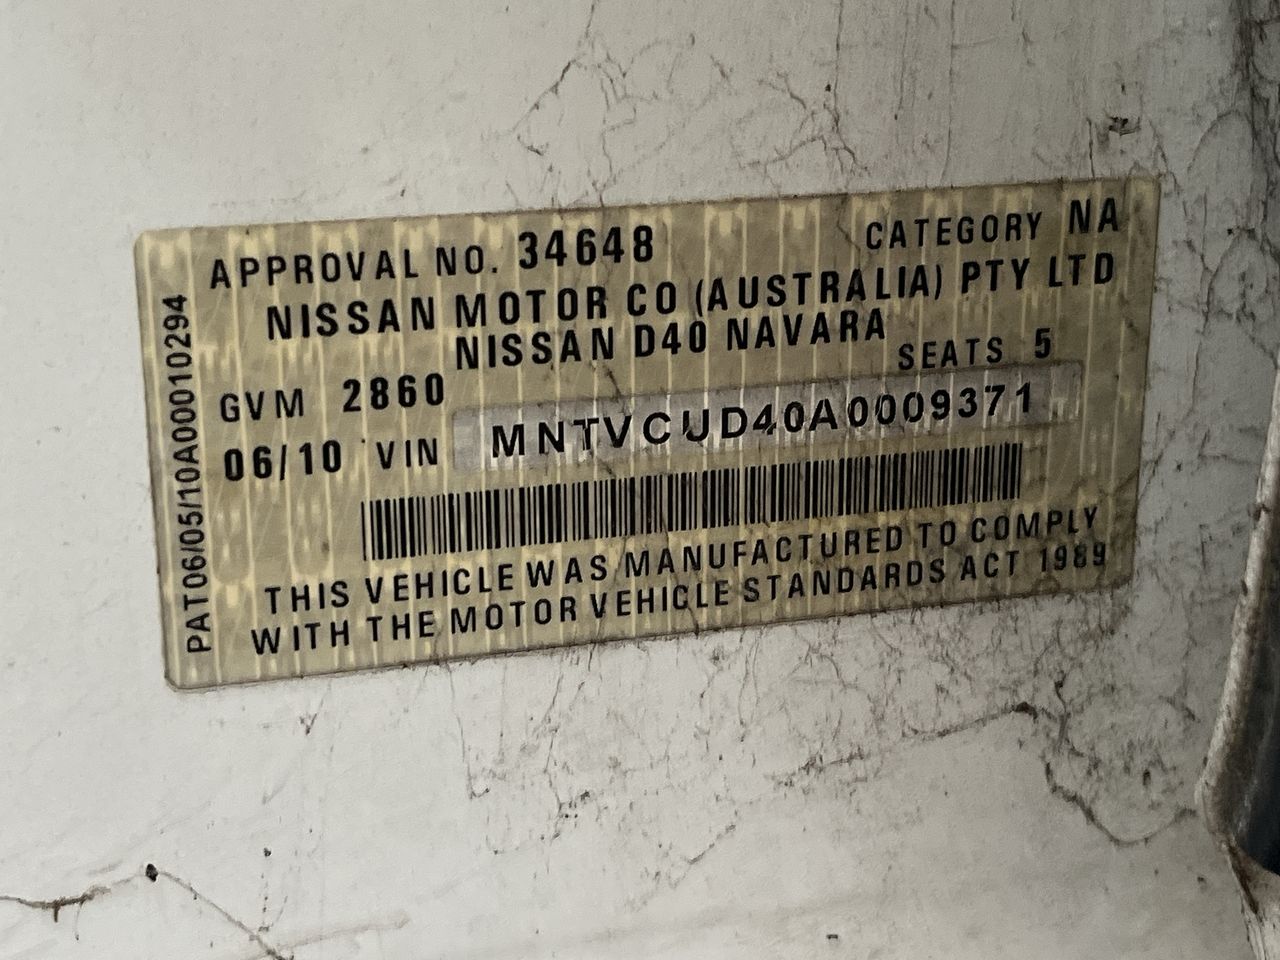 APPROVAL NO. 34648 CATEGORY NA
NISSAN MOTOR CO (AUSTRALIA) PTY LTD
NISSAN D40 NAVARA
GVM 2860 SEATS 5
06/10 VIN MNTVCUD40A0009371
THIS VEHICLE WAS MANUFACTURED TO COMPLY
WITH THE MOTOR VEHICLE STANDARDS ACT 1989
PAT06/05/10A00010294